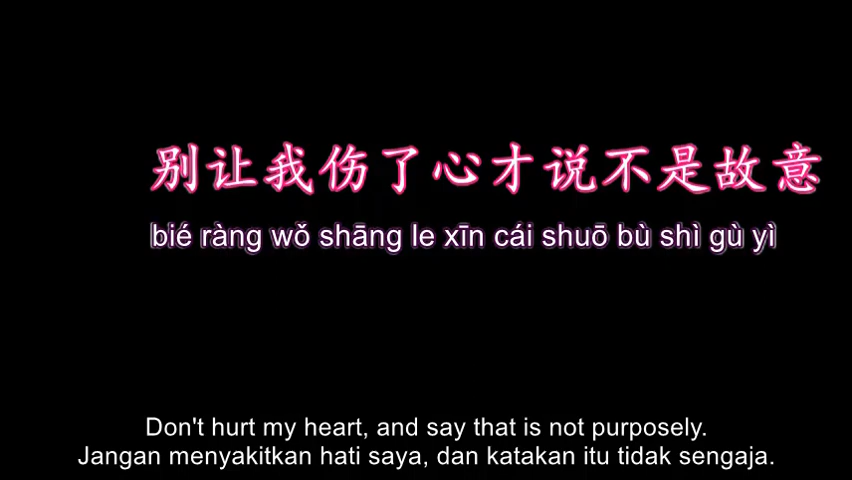 别让我伤了心才说不是故意
bié ràng wǒ shāng le xīn cái shuō bù shì gù yì
Don't hurt my heart, and say that is not purposely.
Jangan menyakitkan hati saya, dan katakan itu tidak sengaja.